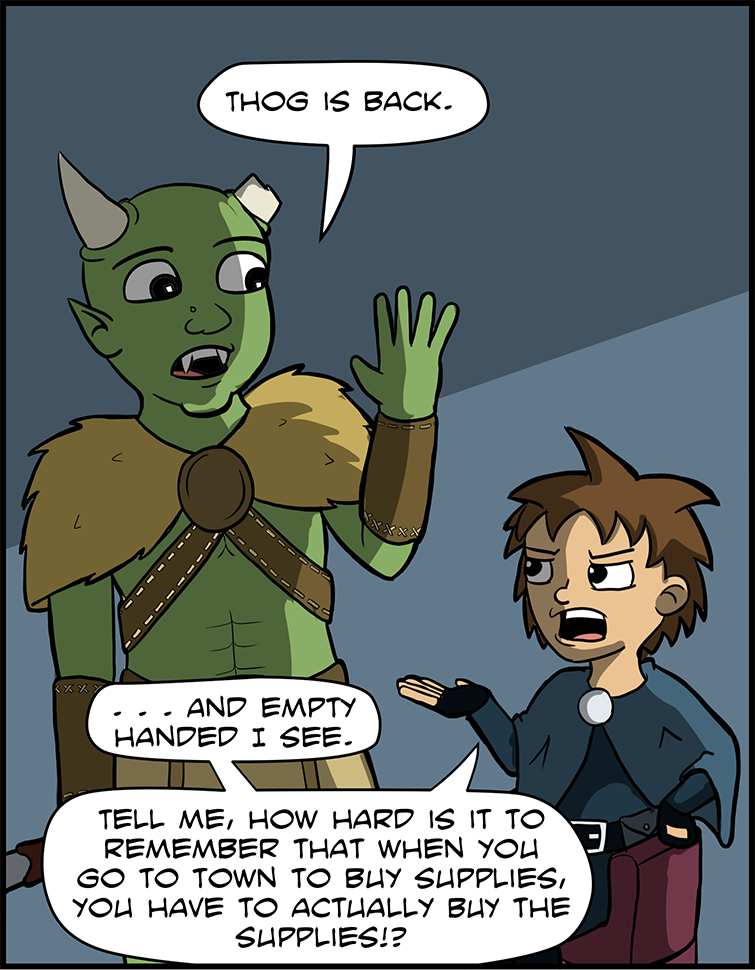 THOG IS BACK.
. . . AND EMPTY
HANDED I SEE.
TELL ME, HOW HARD IS IT TO
REMEMBER THAT WHEN YOU
GO TO TOWN TO BUY SUPPLIES,
YOU HAVE TO ACTUALLY BUY THE
SUPPLIES!?